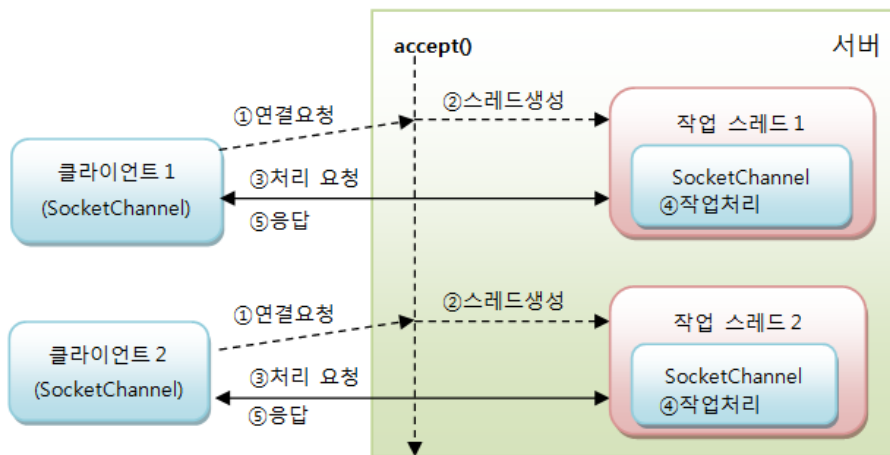 accept()
서버
①연결요청
②스레드생성
작업 스레드 1
클라이언트 1
(SocketChannel)
③처리 요청
⑤응답
SocketChannel
④작업처리
①연결요청
②스레드생성
작업 스레드 2
클라이언트 2
(SocketChannel)
③처리 요청
⑤응답
SocketChannel
④작업처리